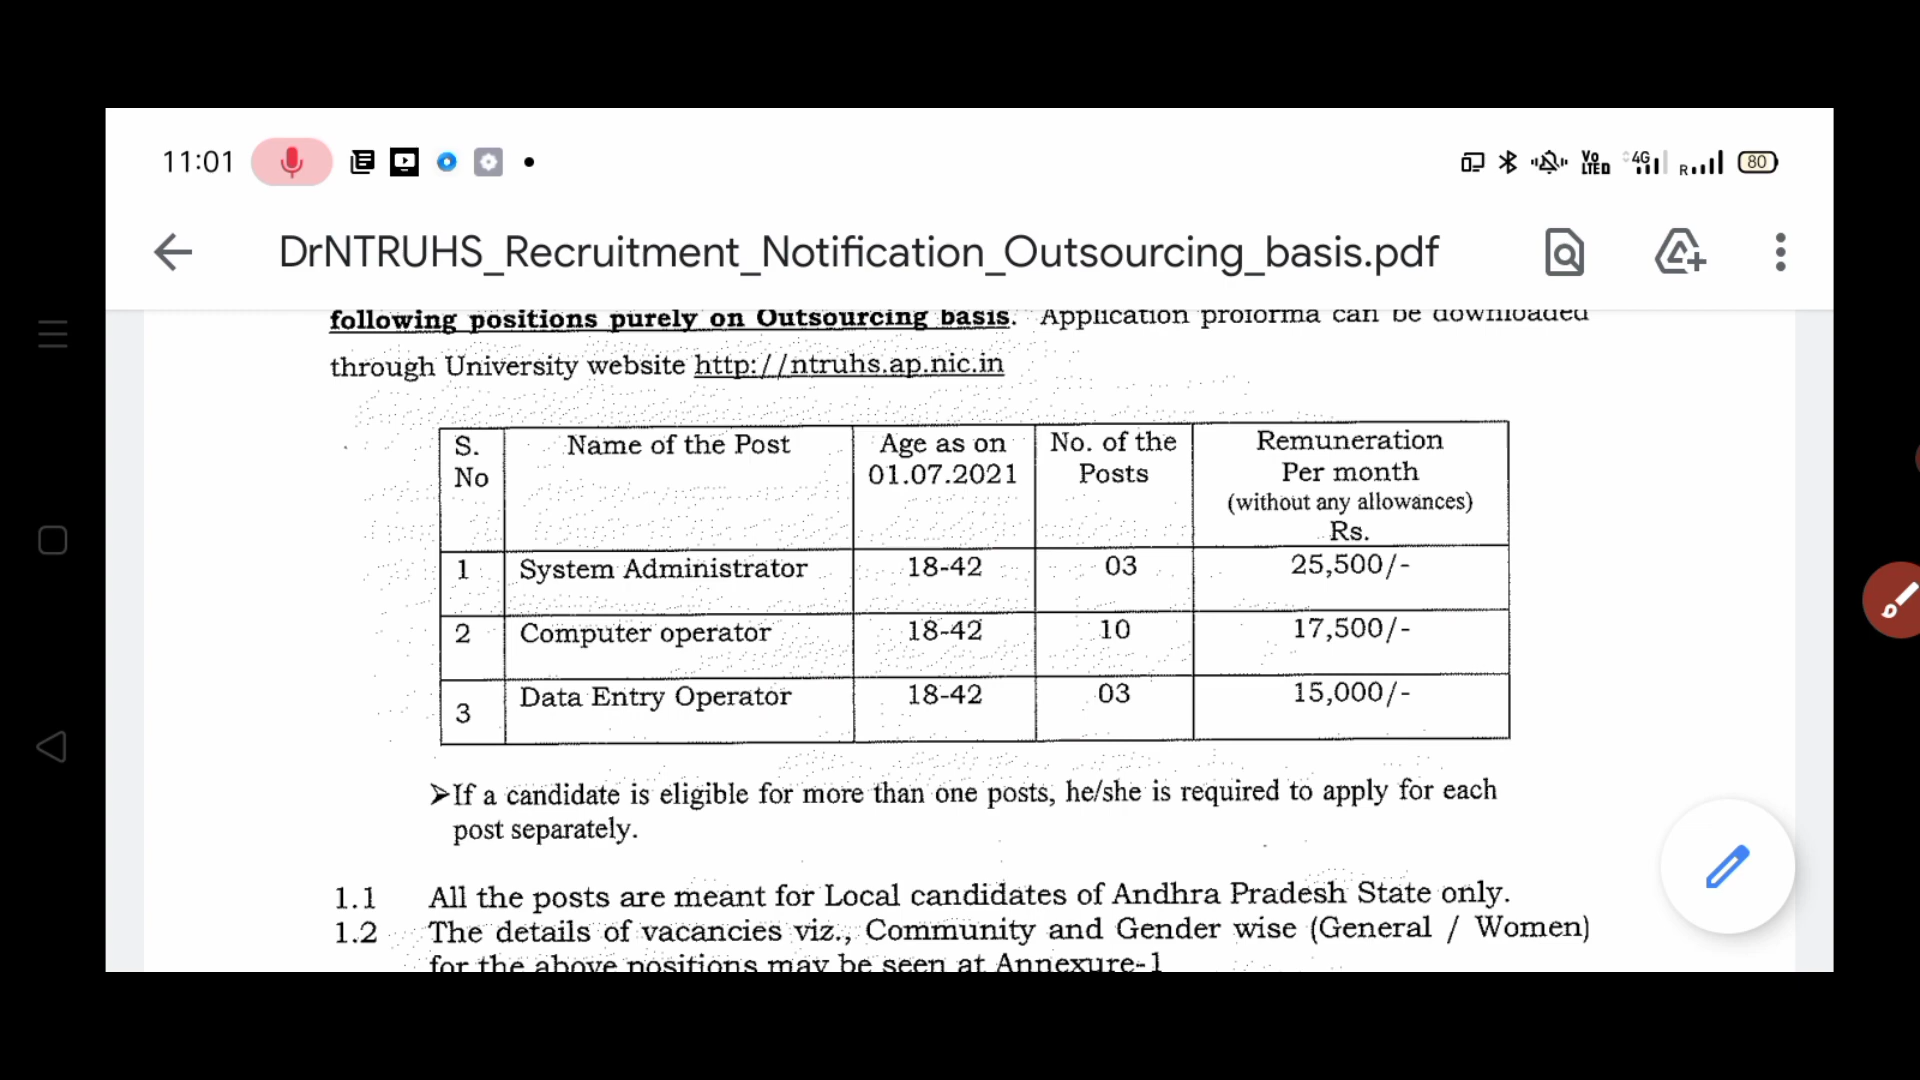 11:01
Vo
LTED
4G
R
80
DrNTRUHS_Recruitment_Notification_Outsourcing_basis.pdf
following positions purely on Outsourcing basis. Application proforma can be downloaded
through University website http://ntruhs.ap.nic.in
S.
No
Name of the Post
Age as on
01.07.2021
No. of the
Posts
Remuneration
Per month
(without any allowances)
Rs.
1 System Administrator 18-42 03 25,500/-
2 Computer operator 18-42 10 17,500/-
3 Data Entry Operator 18-42 03 15,000/-
➢If a candidate is eligible for more than one posts, he/she is required to apply for each
post separately.
1.1 All the posts are meant for Local candidates of Andhra Pradesh State only.
1.2 The details of vacancies viz., Community and Gender wise (General / Women)
for the above positions may be seen at Annexure-1